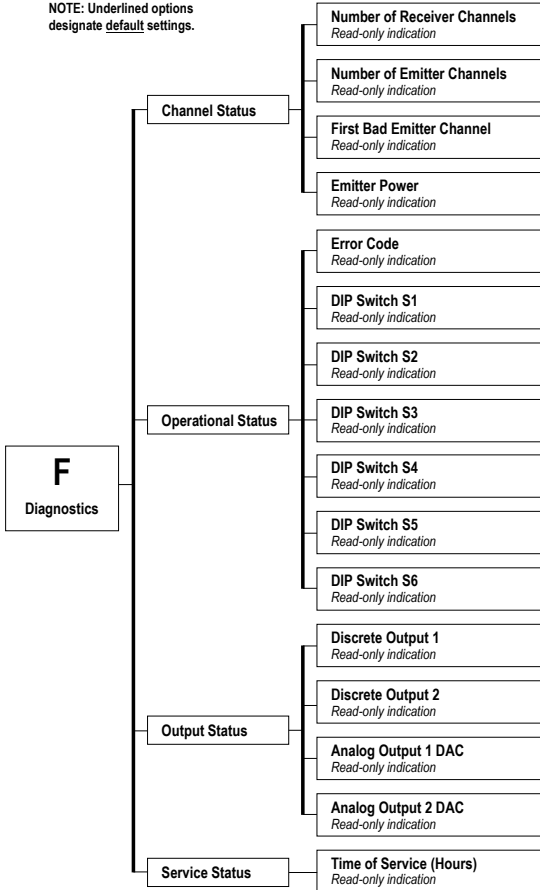 NOTE: Underlined options
designate default settings.
F
Diagnostics
Channel Status
Number of Receiver Channels
Read-only indication
Number of Emitter Channels
Read-only indication
First Bad Emitter Channel
Read-only indication
Emitter Power
Read-only indication
Operational Status
Error Code
Read-only indication
DIP Switch S1
Read-only indication
DIP Switch S2
Read-only indication
DIP Switch S3
Read-only indication
DIP Switch S4
Read-only indication
DIP Switch S5
Read-only indication
DIP Switch S6
Read-only indication
Output Status
Discrete Output 1
Read-only indication
Discrete Output 2
Read-only indication
Analog Output 1 DAC
Read-only indication
Analog Output 2 DAC
Read-only indication
Service Status
Time of Service (Hours)
Read-only indication